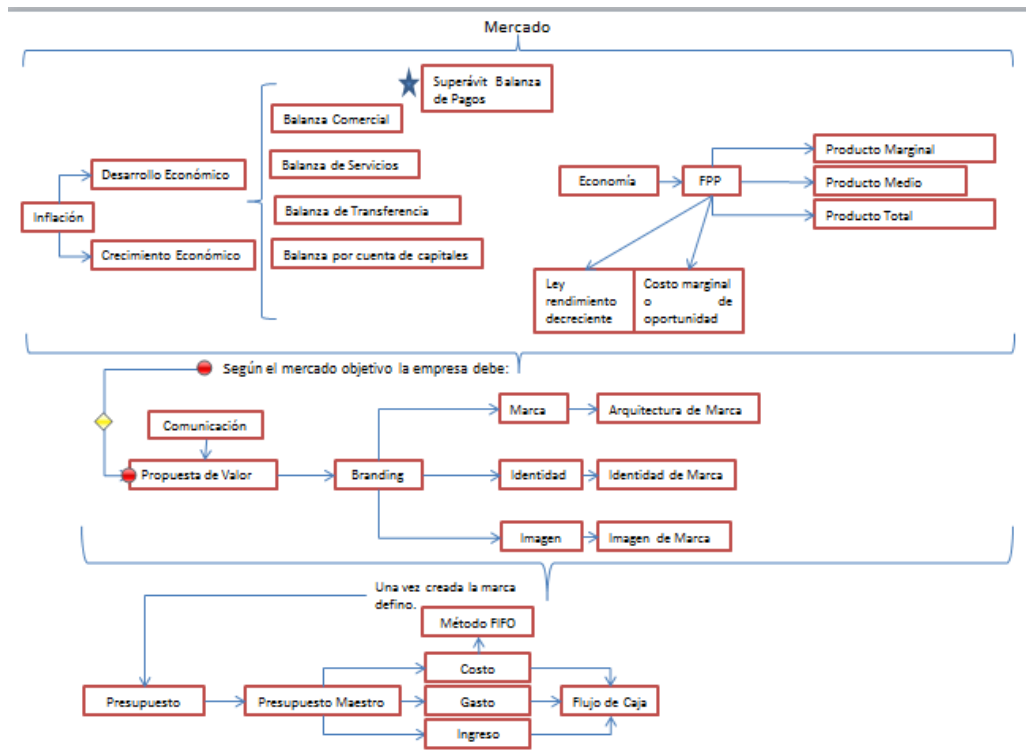 Mercado
Superávit Balanza
de Pagos
Balanza Comercial
Balanza de Servicios
Balanza de Transferencia
Balanza por cuenta de capitales
Desarrollo Económico
Inflación
Crecimiento Económico
Economía
FPP
Producto Marginal
Producto Medio
Producto Total
Ley
rendimiento
decreciente
Costo marginal
o de
oportunidad
Según el mercado objetivo la empresa debe:
Comunicación
Propuesta de Valor
Branding
Marca
Arquitectura de Marca
Identidad
Identidad de Marca
Imagen
Imagen de Marca
Una vez creada la marca
defino.
Método FIFO
Presupuesto
Presupuesto Maestro
Costo
Gasto
Ingreso
Flujo de Caja